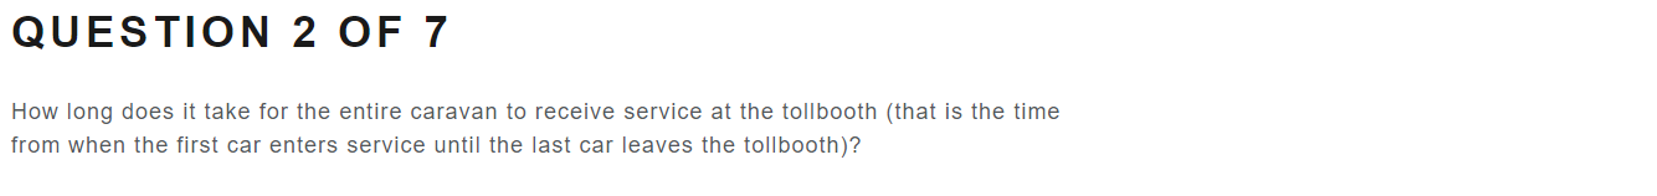 QUESTION 2 OF 7
How long does it take for the entire caravan to receive service at the tollbooth (that is the time
from when the first car enters service until the last car leaves the tollbooth)?